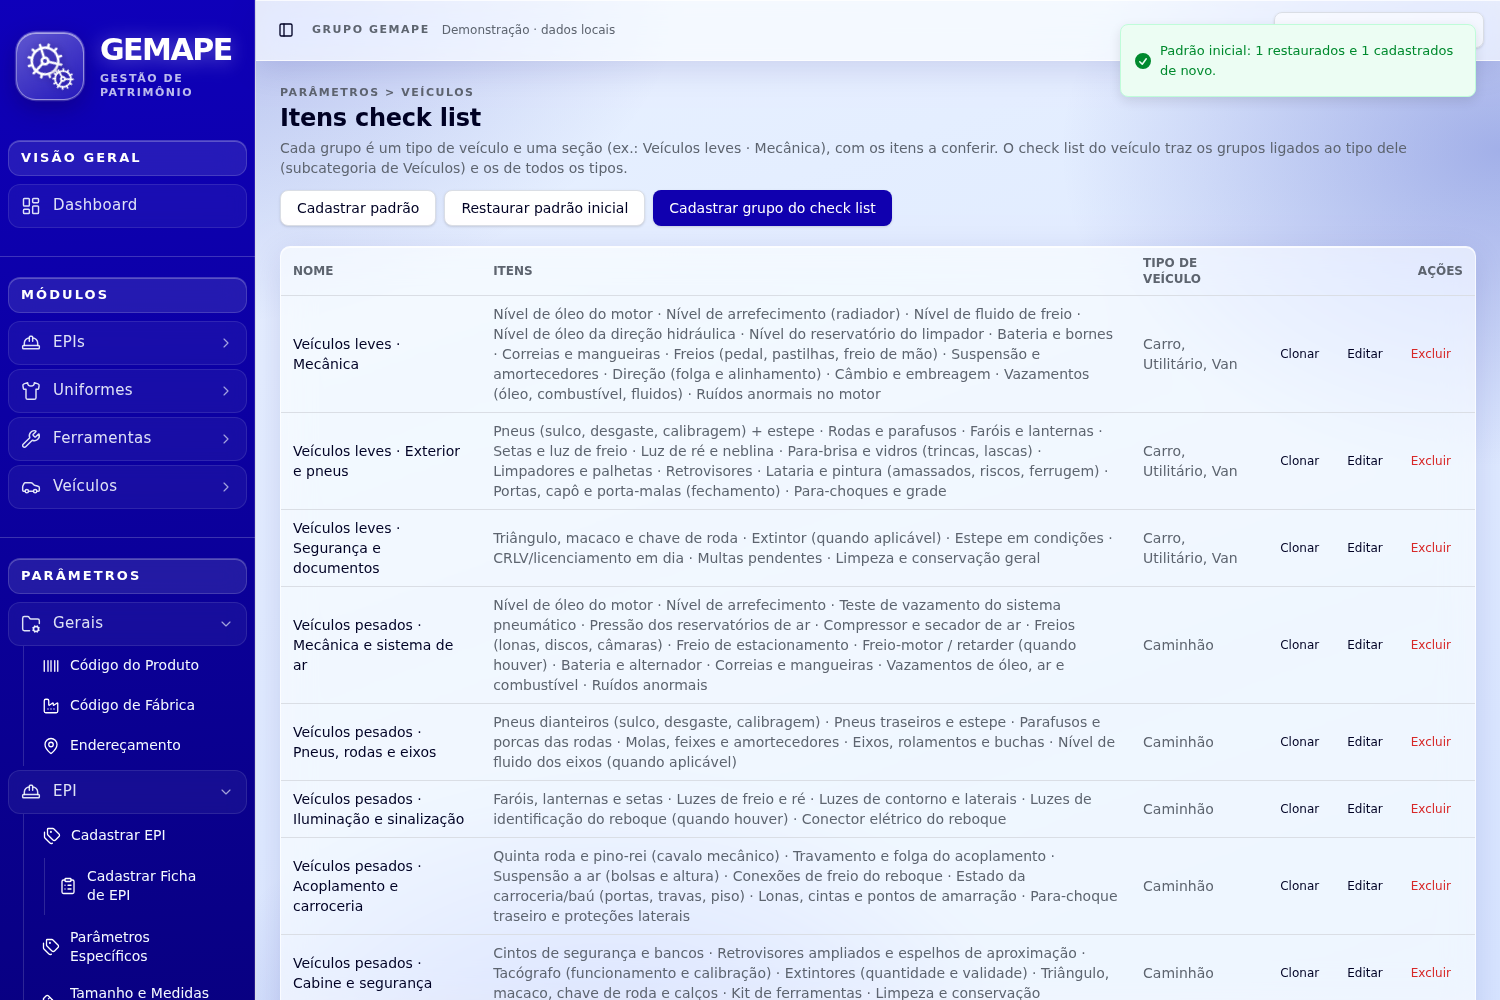 GEMAPE
GESTÃO DE
PATRIMÔNIO
VISÃO GERAL
Dashboard
MÓDULOS
EPIs
Uniformes
Ferramentas
Veículos
PARÂMETROS
Gerais
Código do Produto
Código de Fábrica
Endereçamento
EPI
Cadastrar EPI
Cadastrar Ficha
de EPI
Parâmetros
Específicos
Tamanho e Medidas
GRUPO GEMAPE
Demonstração · dados locais
Padrão inicial: 1 restaurados e 1 cadastrados
de novo.
PARÂMETROS > VEÍCULOS
Itens check list
Cada grupo é um tipo de veículo e uma seção (ex.: Veículos leves · Mecânica), com os itens a conferir. O check list do veículo traz os grupos ligados ao tipo dele
(subcategoria de Veículos) e os de todos os tipos.
Cadastrar padrão
Restaurar padrão inicial
Cadastrar grupo do check list
NOME
ITENS
TIPO DE
VEÍCULO
AÇÕES
Veículos leves ·
Mecânica
Nível de óleo do motor · Nível de arrefecimento (radiador) · Nível de fluido de freio ·
Nível de óleo da direção hidráulica · Nível do reservatório do limpador · Bateria e bornes
· Correias e mangueiras · Freios (pedal, pastilhas, freio de mão) · Suspensão e
amortecedores · Direção (folga e alinhamento) · Câmbio e embreagem · Vazamentos
(óleo, combustível, fluidos) · Ruídos anormais no motor
Carro,
Utilitário, Van
Clonar
Editar
Excluir
Veículos leves · Exterior
e pneus
Pneus (sulco, desgaste, calibragem) + estepe · Rodas e parafusos · Faróis e lanternas ·
Setas e luz de freio · Luz de ré e neblina · Para-brisa e vidros (trincas, lascas) ·
Limpadores e palhetas · Retrovisores · Lataria e pintura (amassados, riscos, ferrugem) ·
Portas, capô e porta-malas (fechamento) · Para-choques e grade
Carro,
Utilitário, Van
Clonar
Editar
Excluir
Veículos leves ·
Segurança e
documentos
Triângulo, macaco e chave de roda · Extintor (quando aplicável) · Estepe em condições ·
CRLV/licenciamento em dia · Multas pendentes · Limpeza e conservação geral
Carro,
Utilitário, Van
Clonar
Editar
Excluir
Veículos pesados ·
Mecânica e sistema de
ar
Nível de óleo do motor · Nível de arrefecimento · Teste de vazamento do sistema
pneumático · Pressão dos reservatórios de ar · Compressor e secador de ar · Freios
(lonas, discos, câmaras) · Freio de estacionamento · Freio-motor / retarder (quando
houver) · Bateria e alternador · Correias e mangueiras · Vazamentos de óleo, ar e
combustível · Ruídos anormais
Caminhão
Clonar
Editar
Excluir
Veículos pesados ·
Pneus, rodas e eixos
Pneus dianteiros (sulco, desgaste, calibragem) · Pneus traseiros e estepe · Parafusos e
porcas das rodas · Molas, feixes e amortecedores · Eixos, rolamentos e buchas · Nível de
fluido dos eixos (quando aplicável)
Caminhão
Clonar
Editar
Excluir
Veículos pesados ·
Iluminação e sinalização
Faróis, lanternas e setas · Luzes de freio e ré · Luzes de contorno e laterais · Luzes de
identificação do reboque (quando houver) · Conector elétrico do reboque
Caminhão
Clonar
Editar
Excluir
Veículos pesados ·
Acoplamento e
carroceria
Quinta roda e pino-rei (cavalo mecânico) · Travamento e folga do acoplamento ·
Suspensão a ar (bolsas e altura) · Conexões de freio do reboque · Estado da
carroceria/baú (portas, travas, piso) · Lonas, cintas e pontos de amarração · Para-choque
traseiro e proteções laterais
Caminhão
Clonar
Editar
Excluir
Veículos pesados ·
Cabine e segurança
Cintos de segurança e bancos · Retrovisores ampliados e espelhos de aproximação ·
Tacógrafo (funcionamento e calibração) · Extintores (quantidade e validade) · Triângulo,
macaco, chave de roda e calços · Kit de ferramentas · Limpeza e conservação
Caminhão
Clonar
Editar
Excluir